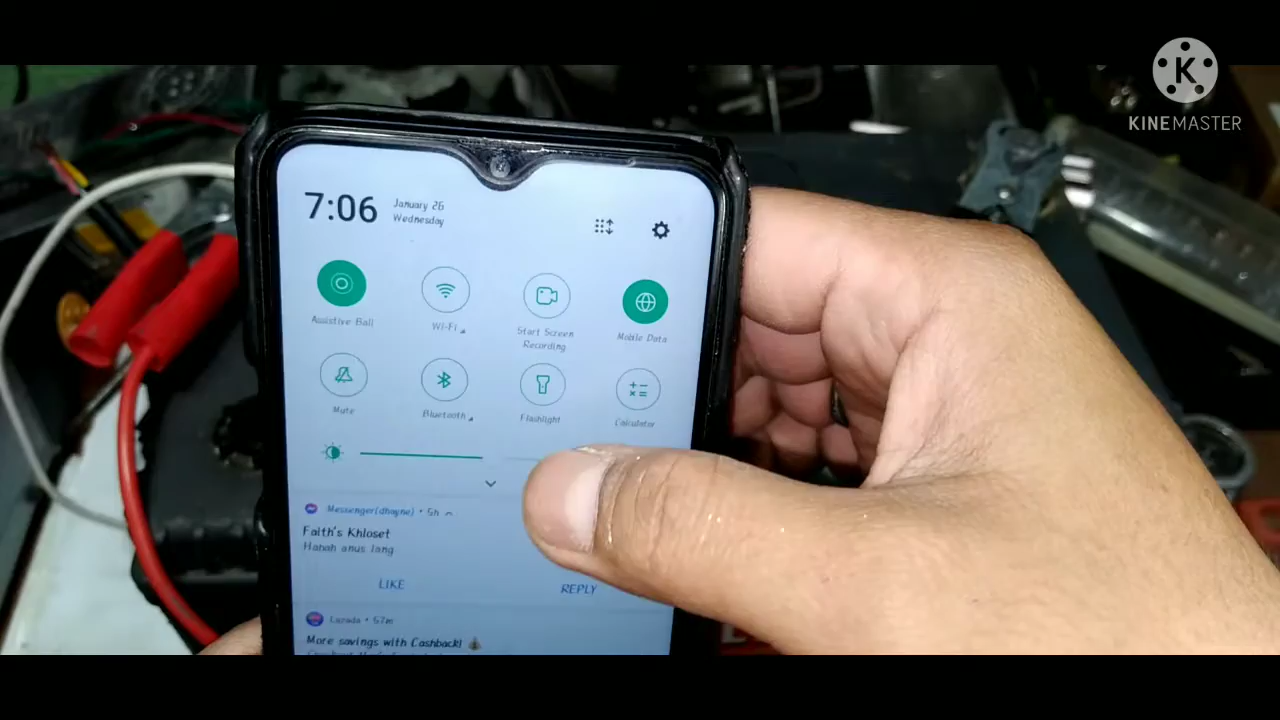 KINEMASTER
7:06
January 26
Wednesday
Assistive Ball
Wi-Fi
Start Screen
Recording
Mobile Data
Mute
Bluetooth
Flashlight
Calculator
Messenger(dhayne) • 5h
Faith's Khloset
Hanah anus lang
LIKE
REPLY
Lazada • 57m
More savings with Cashback!